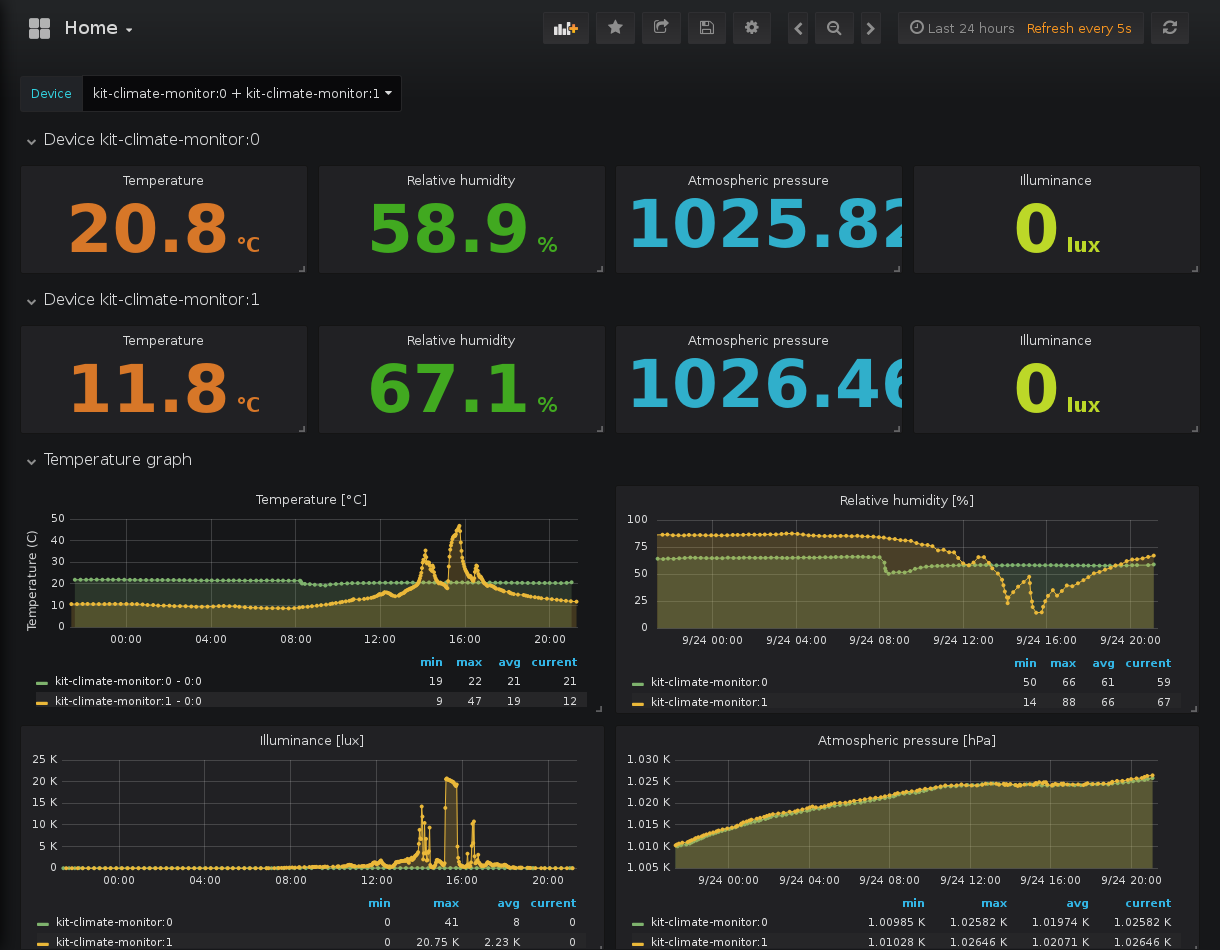 Home
Last 24 hours Refresh every 5s
Device kit-climate-monitor:0 + kit-climate-monitor:1
Device kit-climate-monitor:0
Temperature Relative humidity Atmospheric pressure Illuminance
20.8 °C 58.9 % 1025.82 0 lux
Device kit-climate-monitor:1
Temperature Relative humidity Atmospheric pressure Illuminance
11.8 °C 67.1 % 1026.46 0 lux
Temperature graph
Temperature [°C]
Temperature (C)
50
40
30
20
10
0
00:00 04:00 08:00 12:00 16:00 20:00
min max avg current
kit-climate-monitor:0 - 0:0 19 22 21 21
kit-climate-monitor:1 - 0:0 9 47 19 12
Relative humidity [%]
100
75
50
25
0
9/24 00:00 9/24 04:00 9/24 08:00 9/24 12:00 9/24 16:00 9/24 20:00
min max avg current
kit-climate-monitor:0 50 66 61 59
kit-climate-monitor:1 14 88 66 67
Illuminance [lux]
25 K
20 K
15 K
10 K
5 K
0
00:00 04:00 08:00 12:00 16:00 20:00
min max avg current
kit-climate-monitor:0 0 41 8 0
kit-climate-monitor:1 0 20.75 K 2.23 K 0
Atmospheric pressure [hPa]
1.030 K
1.025 K
1.020 K
1.015 K
1.010 K
1.005 K
9/24 00:00 9/24 04:00 9/24 08:00 9/24 12:00 9/24 16:00 9/24 20:00
min max avg current
kit-climate-monitor:0 1.00985 K 1.02582 K 1.01974 K 1.02582 K
kit-climate-monitor:1 1.01028 K 1.02646 K 1.02071 K 1.02646 K